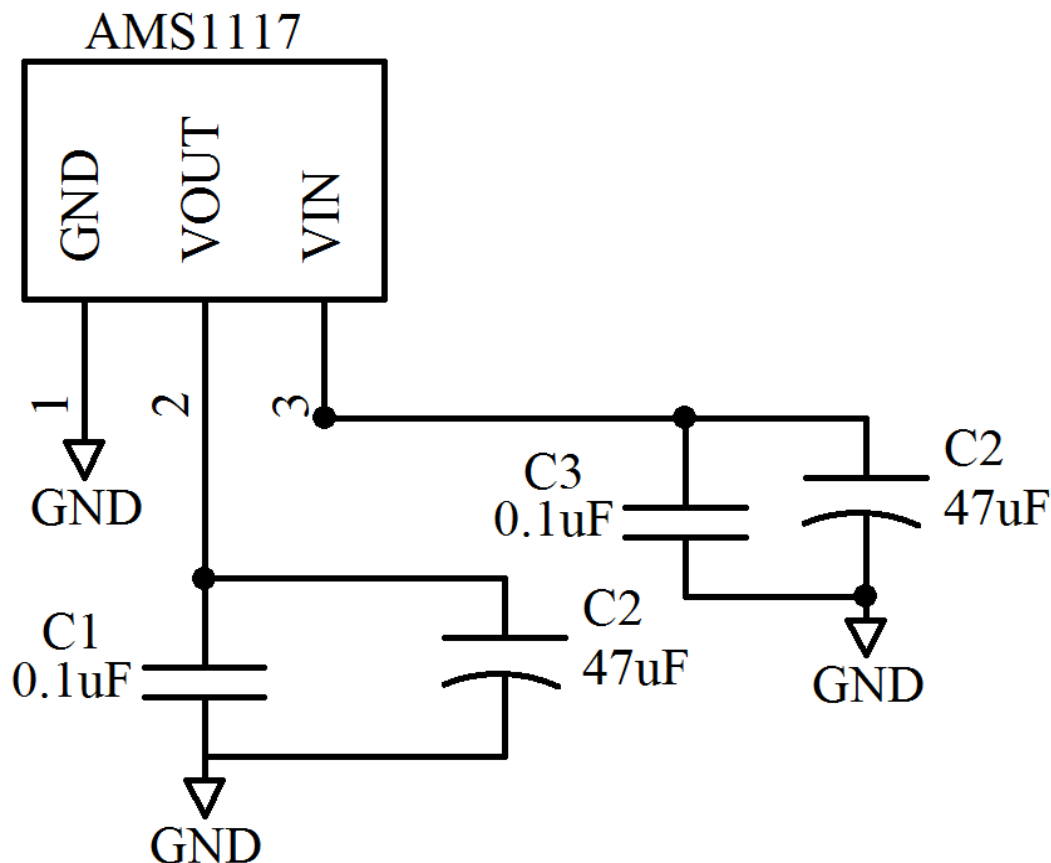 AMS1117
GND
VOUT
VIN
1
2
3
GND
C3
0.1uF
C2
47uF
GND
C1
0.1uF
C2
47uF
GND